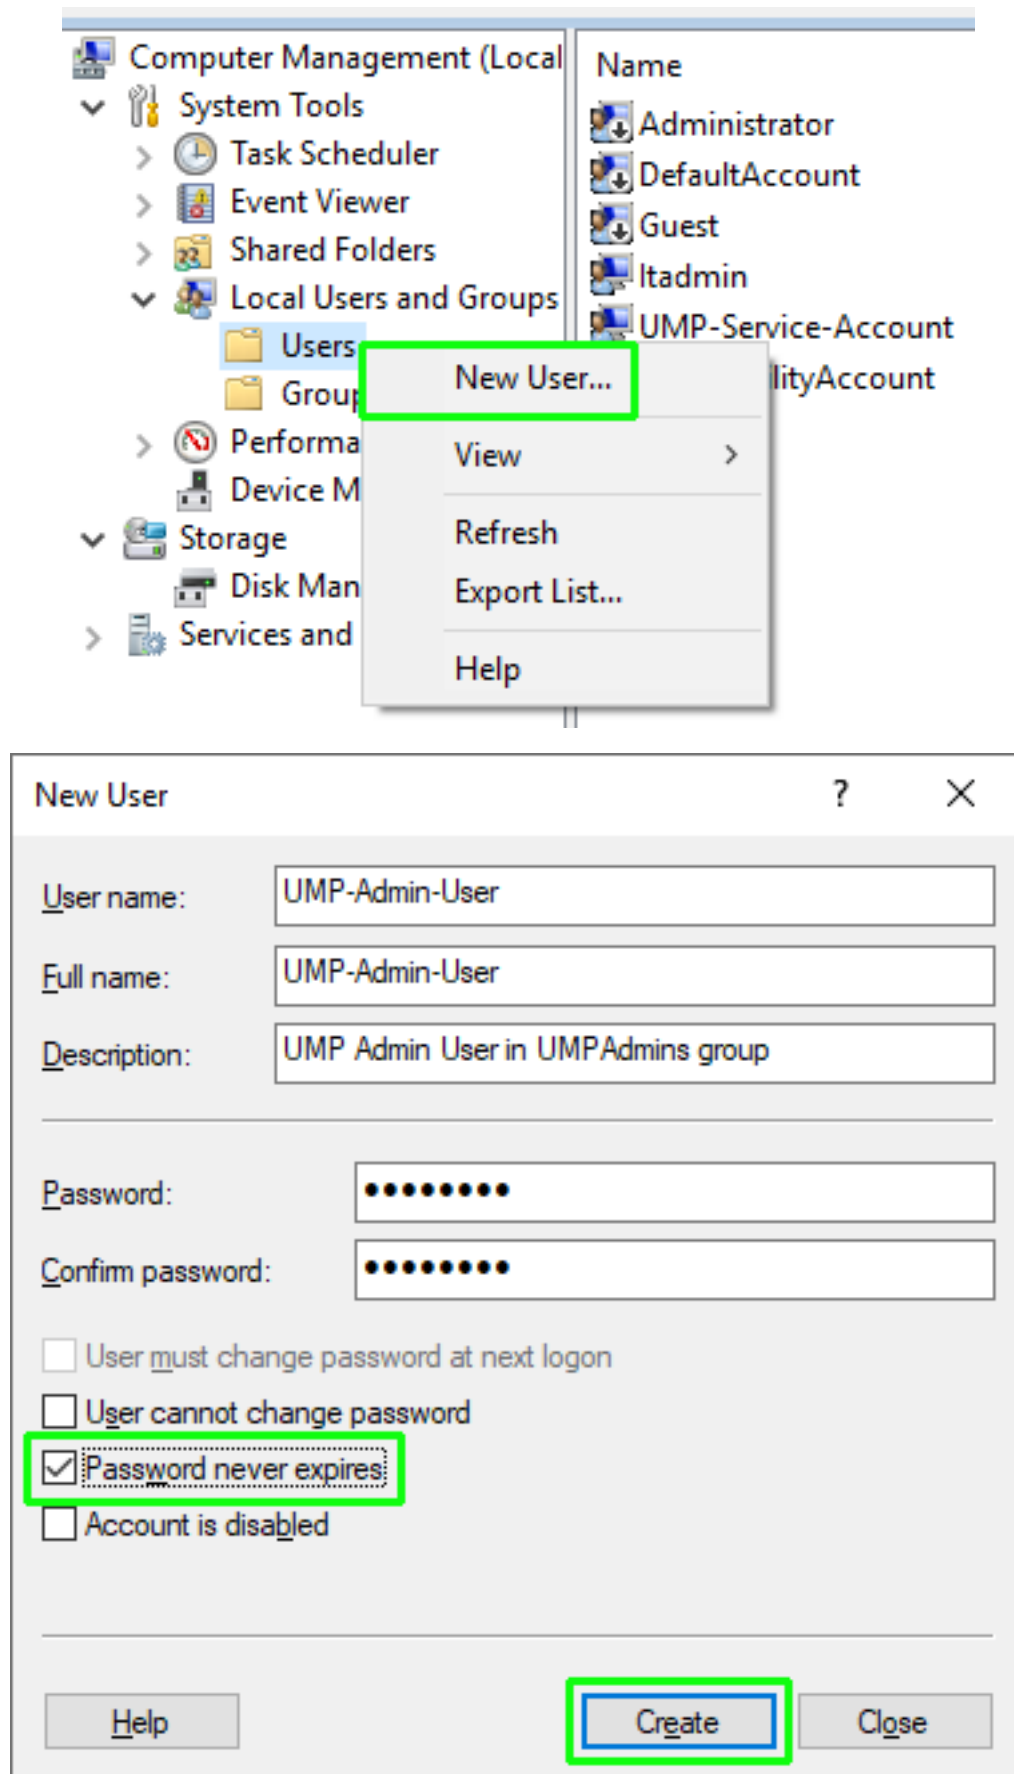 Computer Management (Local
System Tools
Task Scheduler
Event Viewer
Shared Folders
Local Users and Groups
Users
Group
Performa
Device M
Storage
Disk Man
Services and
Name
Administrator
DefaultAccount
Guest
Itadmin
UMP-Service-Account
lityAccount
New User...
View
Refresh
Export List...
Help
New User
?
User name:
UMP-Admin-User
Full name:
UMP-Admin-User
Description:
UMP Admin User in UMPAdmins group
Password:
Confirm password:
User must change password at next logon
User cannot change password
Password never expires
Account is disabled
Help
Create
Close